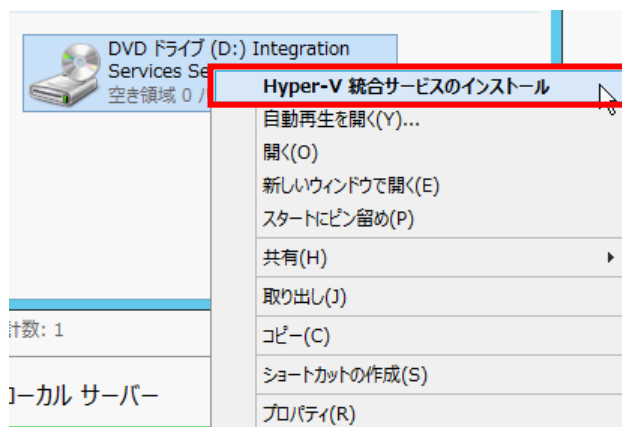 DVD ドライブ (D:) Integration
Services Se
空き領域 0 バ
Hyper-V 統合サービスのインストール
自動再生を開く(Y)...
開く(O)
新しいウィンドウで開く(E)
スタートにピン留め(P)
共有(H)
取り出し(J)
コピー(C)
ショートカットの作成(S)
プロパティ(R)
計数: 1
ローカル サーバー